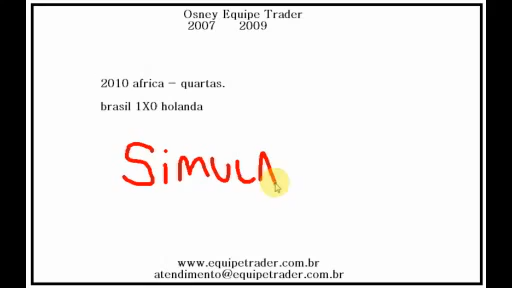 Osney Equipe Trader
2007 2009
2010 africa - quartas.
brasil 1X0 holanda
SimuLA
www.equipetrader.com.br
atendimento@equipetrader.com.br